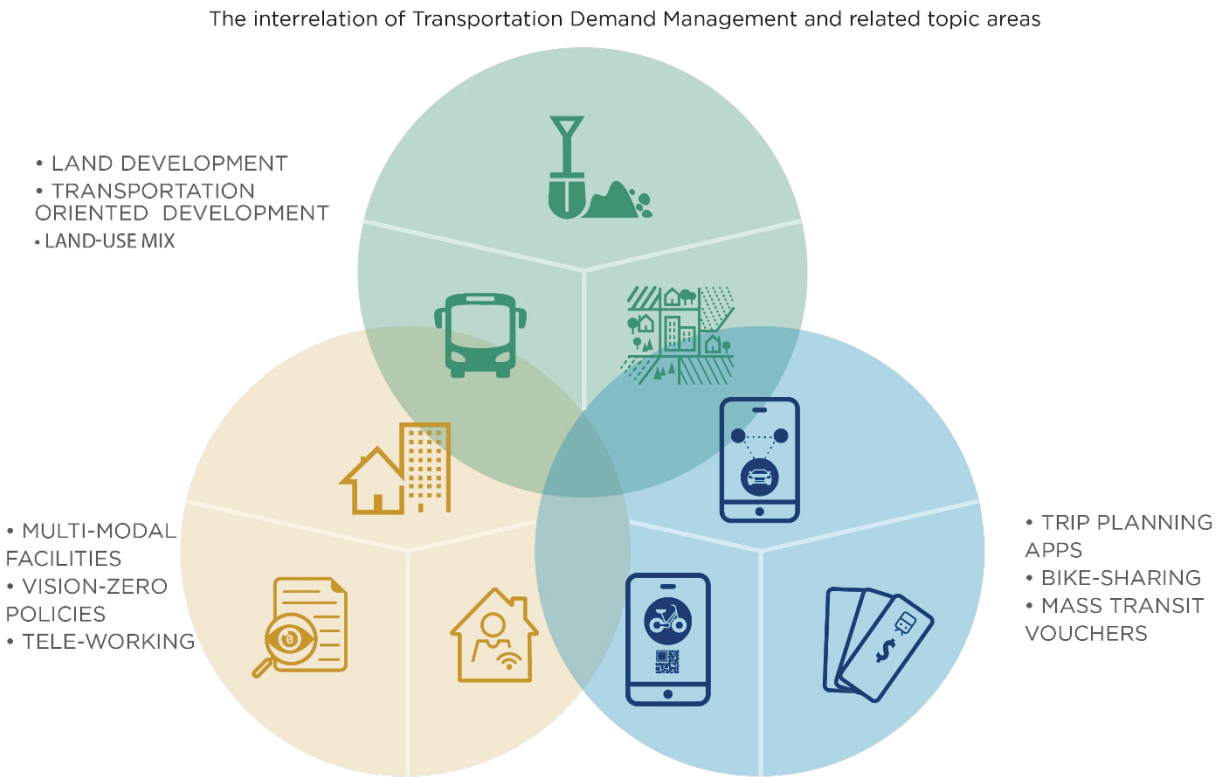 The interrelation of Transportation Demand Management and related topic areas
• LAND DEVELOPMENT
• TRANSPORTATION
ORIENTED DEVELOPMENT
• LAND-USE MIX
• MULTI-MODAL
FACILITIES
• VISION-ZERO
POLICIES
• TELE-WORKING
• TRIP PLANNING
APPS
• BIKE-SHARING
• MASS TRANSIT
VOUCHERS
$